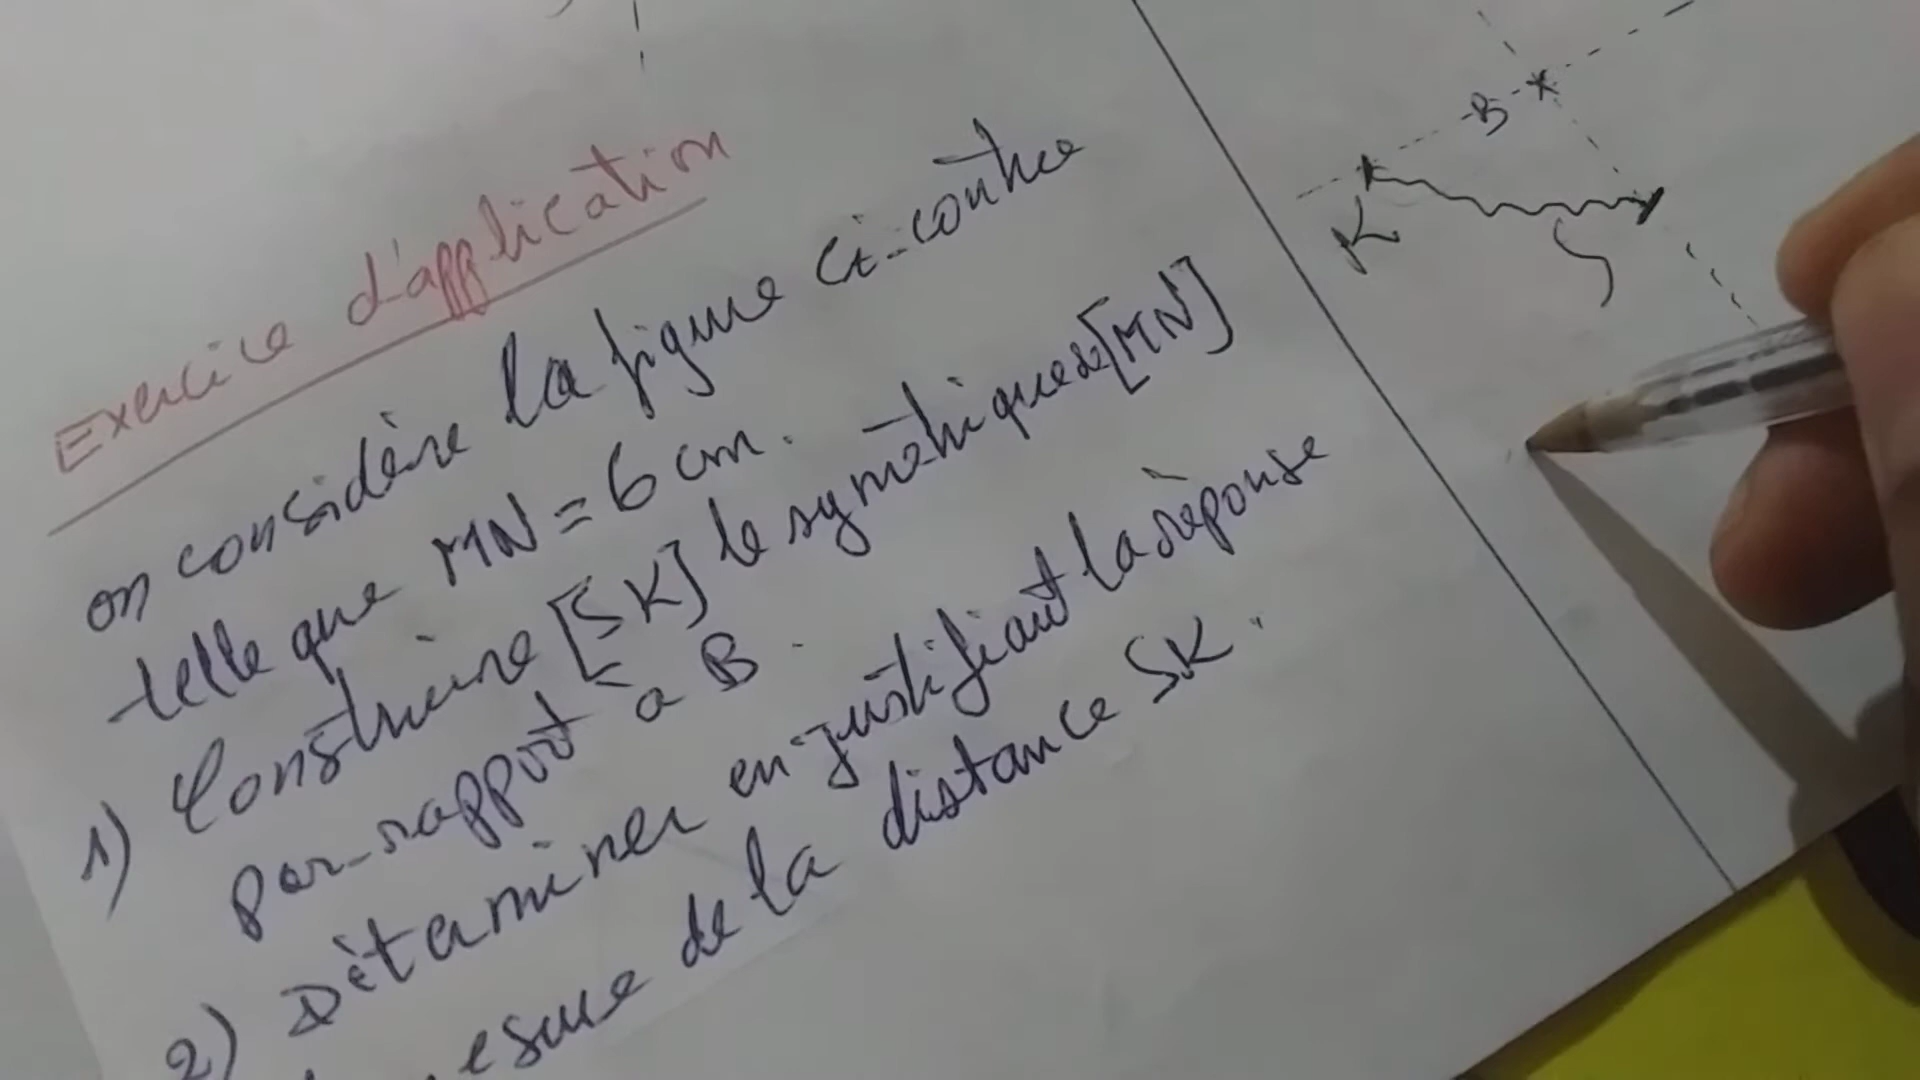 Exercice d'application
on considère la figure ci-contre
telle que MN = 6 cm.
1) Construire [SK] le symétrique de [MN]
par-rapport à B.
2) Déterminer en-justifiant la réponse
esure de la distance SK.
B
K
S